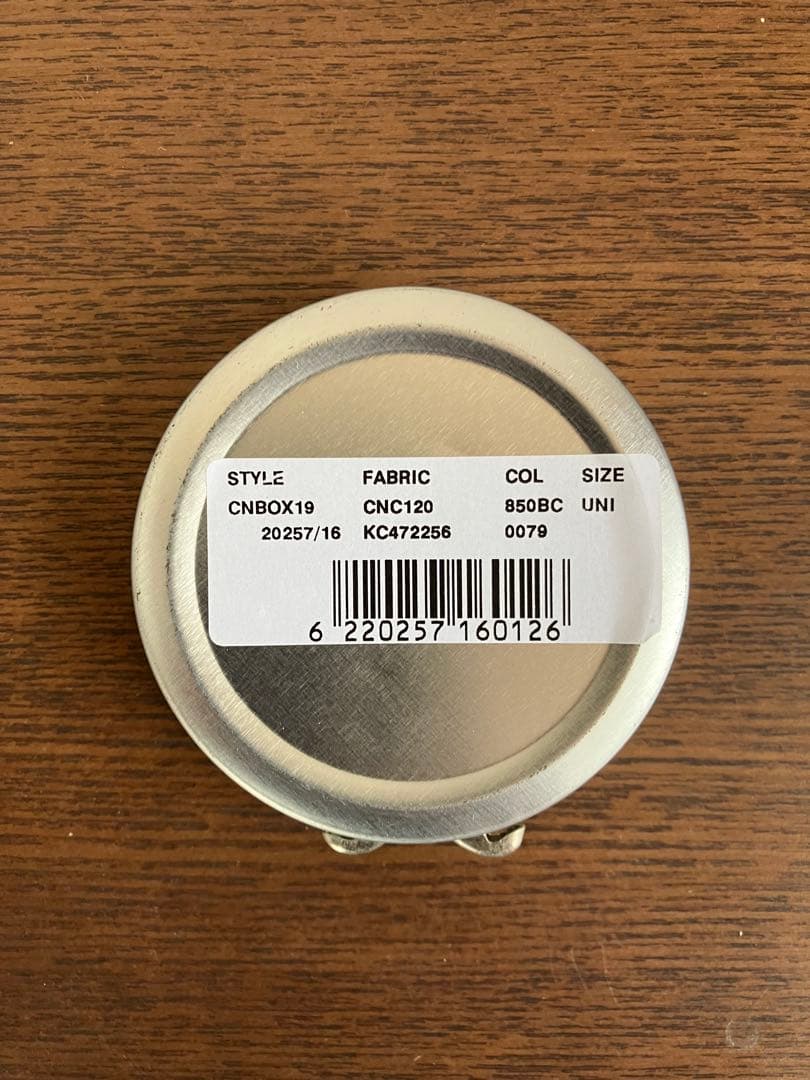 STYLE FABRIC COL SIZE
CNBOX19 CNC120 850BC UNI
20257/16 KC472256 0079
6 220257 160126